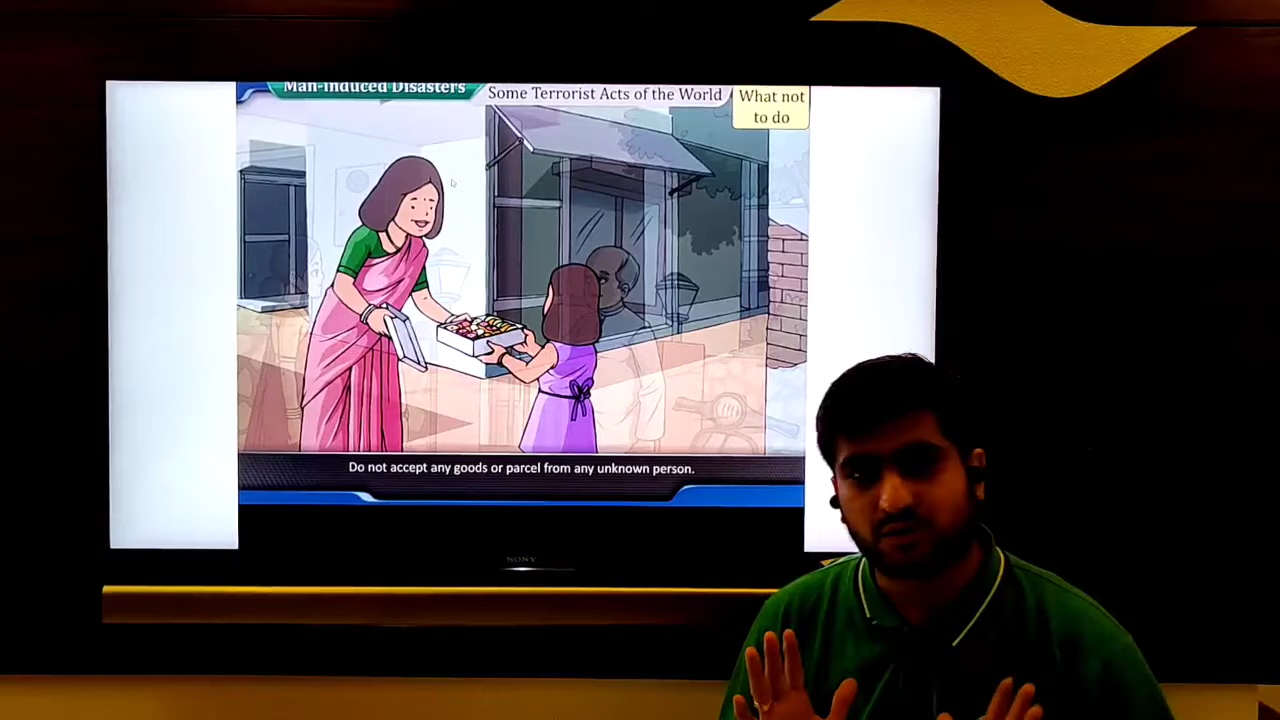 Man-induced Disasters
Some Terrorist Acts of the World
What not
to do
Do not accept any goods or parcel from any unknown person.
SONY